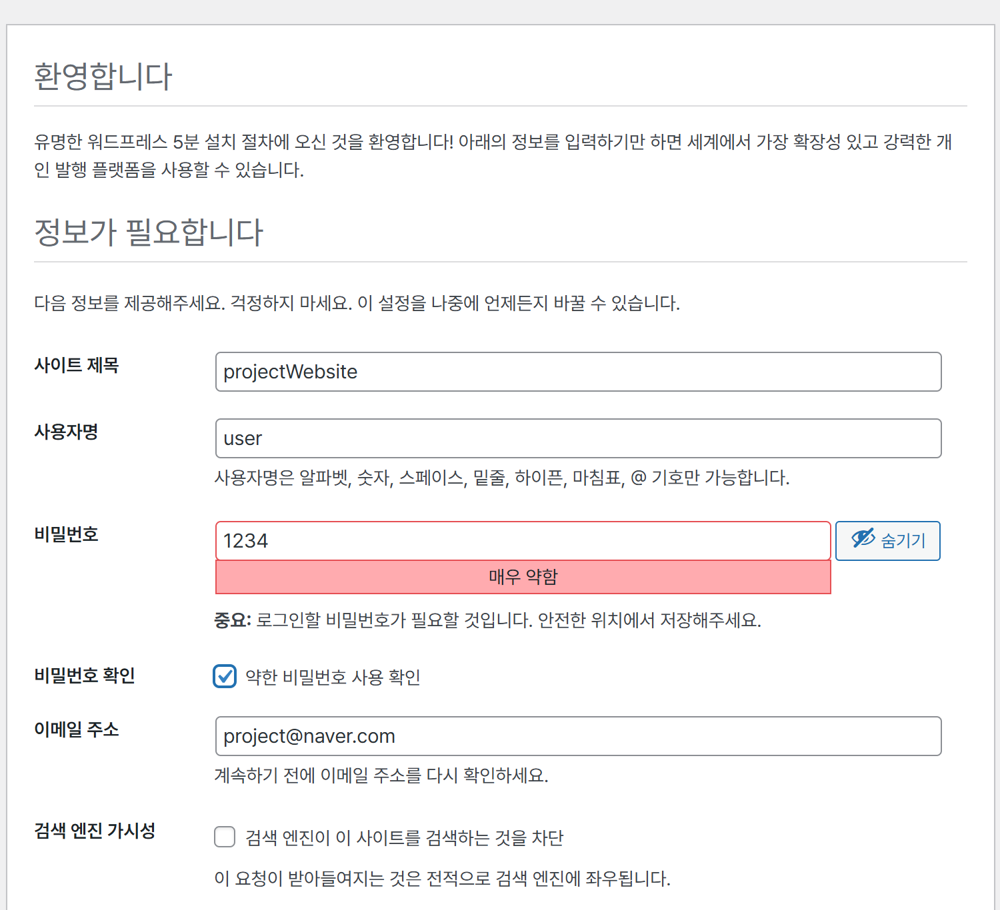 환영합니다
유명한 워드프레스 5분 설치 절차에 오신 것을 환영합니다! 아래의 정보를 입력하기만 하면 세계에서 가장 확장성 있고 강력한 개
인 발행 플랫폼을 사용할 수 있습니다.
정보가 필요합니다
다음 정보를 제공해주세요. 걱정하지 마세요. 이 설정을 나중에 언제든지 바꿀 수 있습니다.
사이트 제목 projectWebsite
사용자명 user
사용자명은 알파벳, 숫자, 스페이스, 밑줄, 하이픈, 마침표, @ 기호만 가능합니다.
비밀번호 1234 숨기기
매우 약함
중요: 로그인할 비밀번호가 필요할 것입니다. 안전한 위치에서 저장해주세요.
비밀번호 확인 약한 비밀번호 사용 확인
이메일 주소 project@naver.com
계속하기 전에 이메일 주소를 다시 확인하세요.
검색 엔진 가시성 검색 엔진이 이 사이트를 검색하는 것을 차단
이 요청이 받아들여지는 것은 전적으로 검색 엔진에 좌우됩니다.